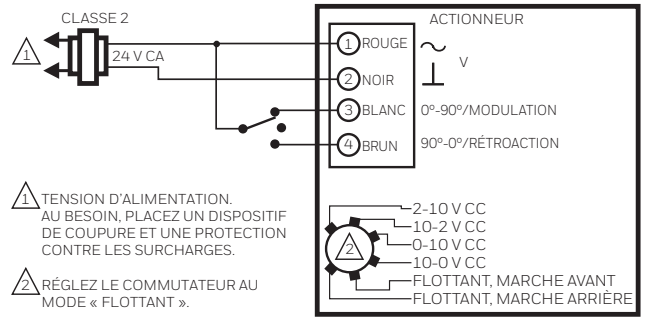 CLASSE 2
ACTIONNEUR
1
24 V CA
1 ROUGE
V
2 NOIR
3 BLANC 0º-90º/MODULATION
4 BRUN 90º-0º/RÉTROACTION
1 TENSION D'ALIMENTATION.
AU BESOIN, PLACEZ UN DISPOSITIF
DE COUPURE ET UNE PROTECTION
CONTRE LES SURCHARGES.
2 RÉGLEZ LE COMMUTATEUR AU
MODE « FLOTTANT ».
2
2-10 V CC
10-2 V CC
0-10 V CC
10-0 V CC
FLOTTANT, MARCHE AVANT
FLOTTANT, MARCHE ARRIÈRE